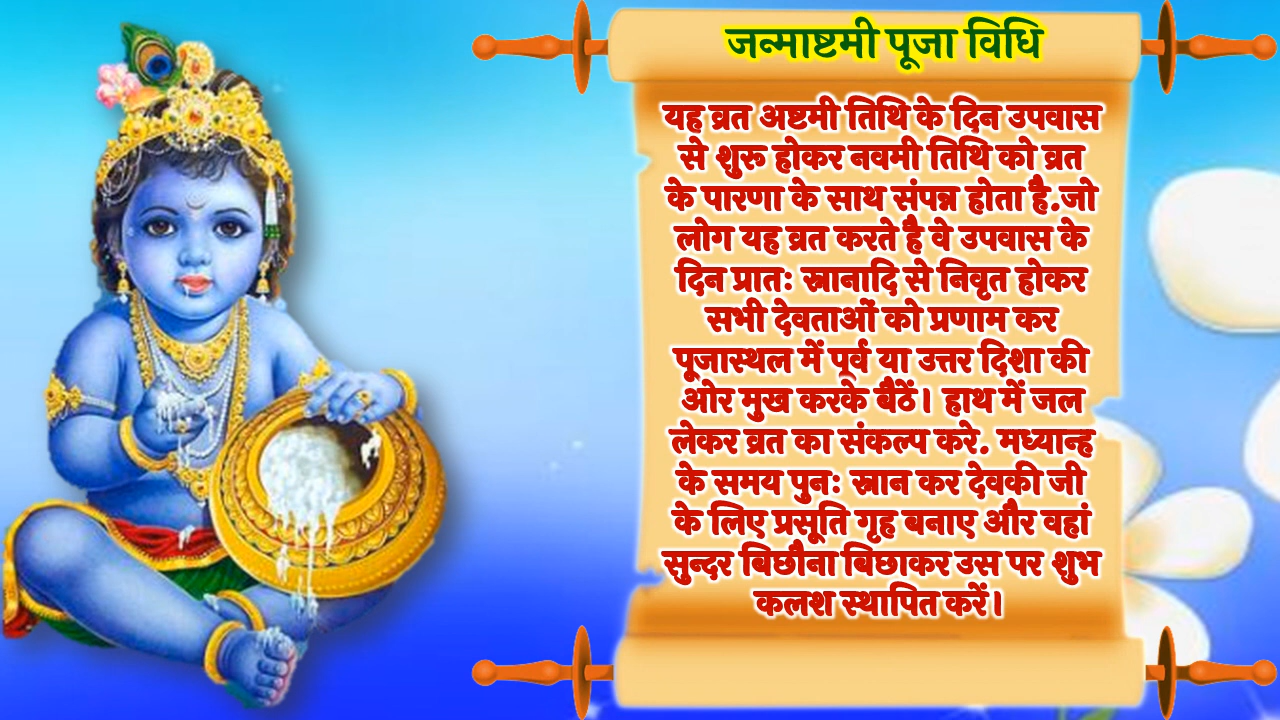 जन्माष्टमी पूजा विधि
यह व्रत अष्टमी तिथि के दिन उपवास
से शुरू होकर नवमी तिथि को व्रत
के पारणा के साथ संपन्न होता है.जो
लोग यह व्रत करते है वे उपवास के
दिन प्रातः स्नानादि से निवृत होकर
सभी देवताओं को प्रणाम कर
पूजास्थल में पूर्व या उत्तर दिशा की
ओर मुख करके बैठें। हाथ में जल
लेकर व्रत का संकल्प करे. मध्यान्ह
के समय पुनः स्नान कर देवकी जी
के लिए प्रसूति गृह बनाए और वहां
सुन्दर बिछौना बिछाकर उस पर शुभ
कलश स्थापित करें।